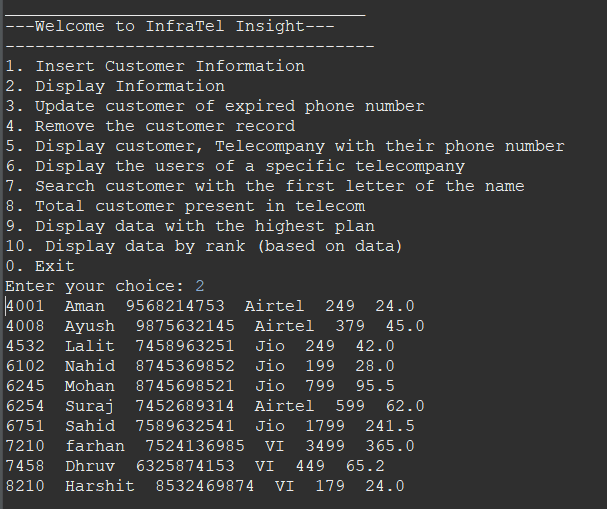 ---Welcome to InfraTel Insight---
-------------------------------------
1. Insert Customer Information
2. Display Information
3. Update customer of expired phone number
4. Remove the customer record
5. Display customer, Telecompany with their phone number
6. Display the users of a specific telecompany
7. Search customer with the first letter of the name
8. Total customer present in telecom
9. Display data with the highest plan
10. Display data by rank (based on data)
0. Exit
Enter your choice: 2
4001  Aman  9568214753  Airtel  249  24.0
4008  Ayush  9875632145  Airtel  379  45.0
4532  Lalit  7458963251  Jio  249  42.0
6102  Nahid  8745369852  Jio  199  28.0
6245  Mohan  8745698521  Jio  799  95.5
6254  Suraj  7452689314  Airtel  599  62.0
6751  Sahid  7589632541  Jio  1799  241.5
7210  farhan  7524136985  VI  3499  365.0
7458  Dhruv  6325874153  VI  449  65.2
8210  Harshit  8532469874  VI  179  24.0